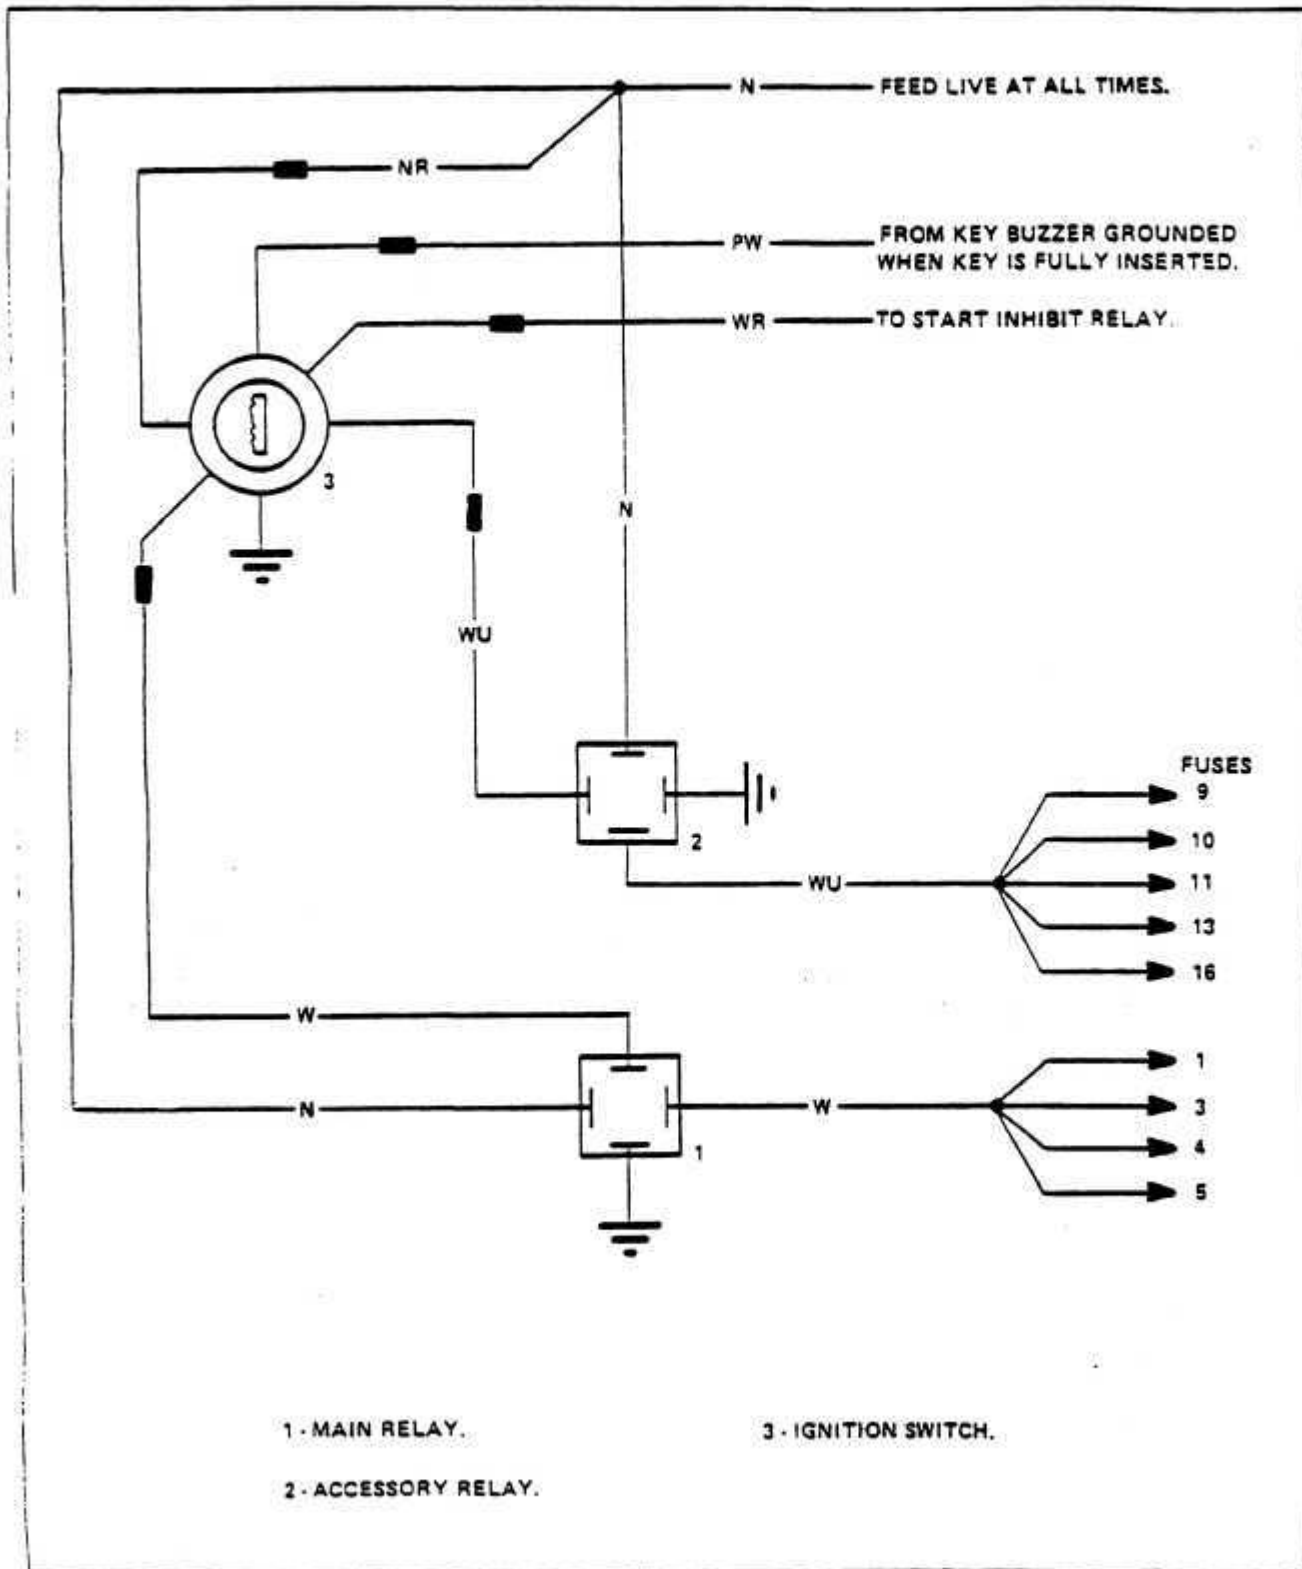 N FEED LIVE AT ALL TIMES.
NR
PW FROM KEY BUZZER GROUNDED
WHEN KEY IS FULLY INSERTED.
WR TO START INHIBIT RELAY.
3
N
WU
FUSES
9
2
10
WU
11
13
16
W
1
N
W
3
1
4
5
1 - MAIN RELAY.
3 - IGNITION SWITCH.
2 - ACCESSORY RELAY.